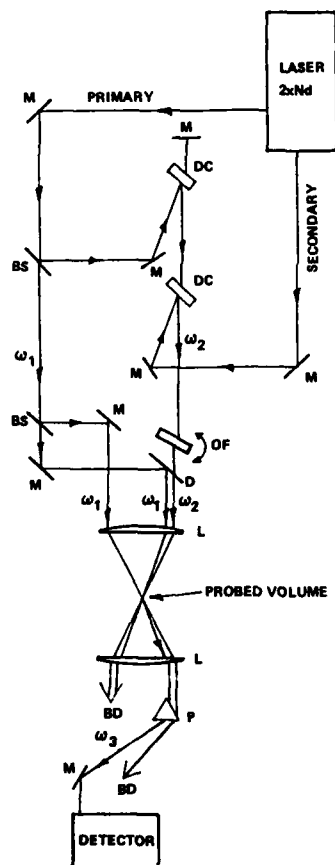 LASER
2xNd
M
PRIMARY
M
DC
SECONDARY
BS
M
DC
ω1
ω2
M
M
BS
M
OF
M
D
ω1
ω1
ω2
L
PROBED VOLUME
L
BD
P
ω3
M
BD
DETECTOR